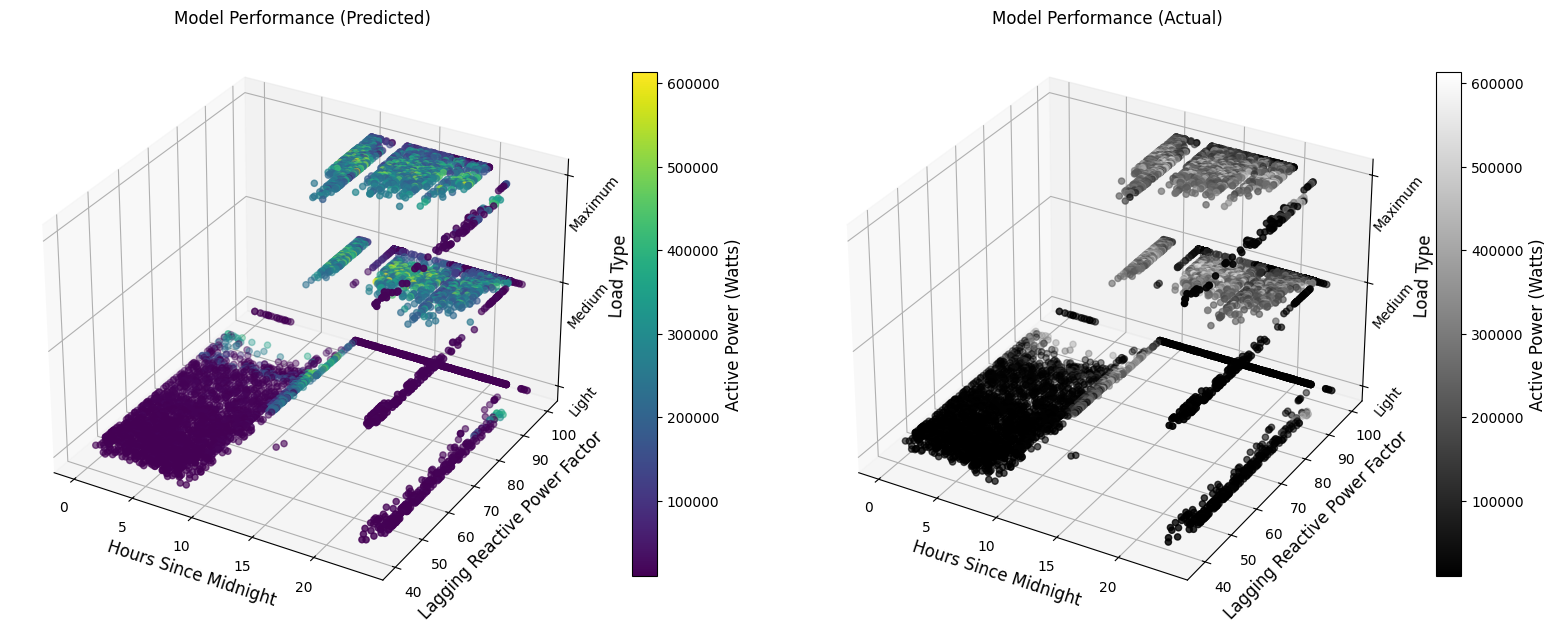 Model Performance (Predicted)
600000
500000
400000
300000
200000
100000
Active Power (Watts)
Maximum
Medium
Light
Load Type
0
5
10
15
20
Hours Since Midnight
40
50
60
70
80
90
100
Lagging Reactive Power Factor
Model Performance (Actual)
600000
500000
400000
300000
200000
100000
Active Power (Watts)
Maximum
Medium
Light
Load Type
0
5
10
15
20
Hours Since Midnight
40
50
60
70
80
90
100
Lagging Reactive Power Factor